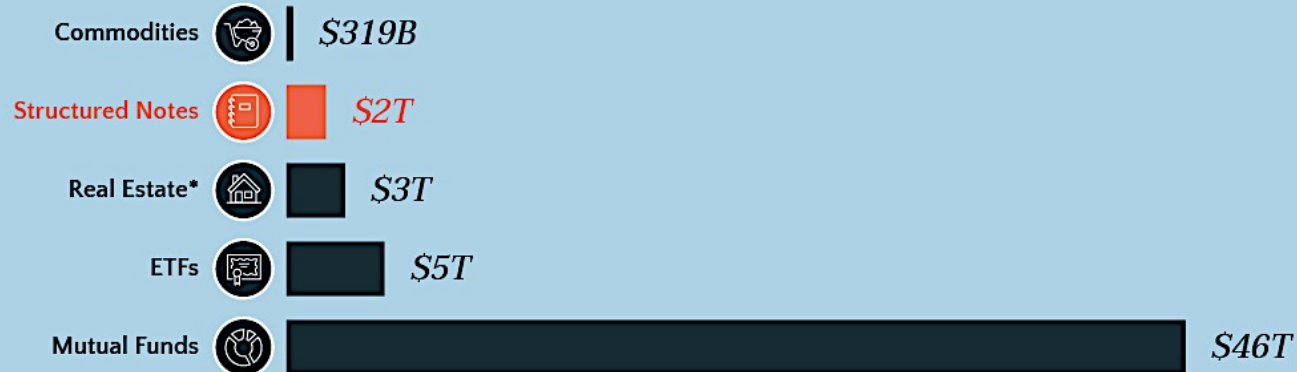 Commodities $319B
Structured Notes $2T
Real Estate* $3T
ETFs $5T
Mutual Funds $46T